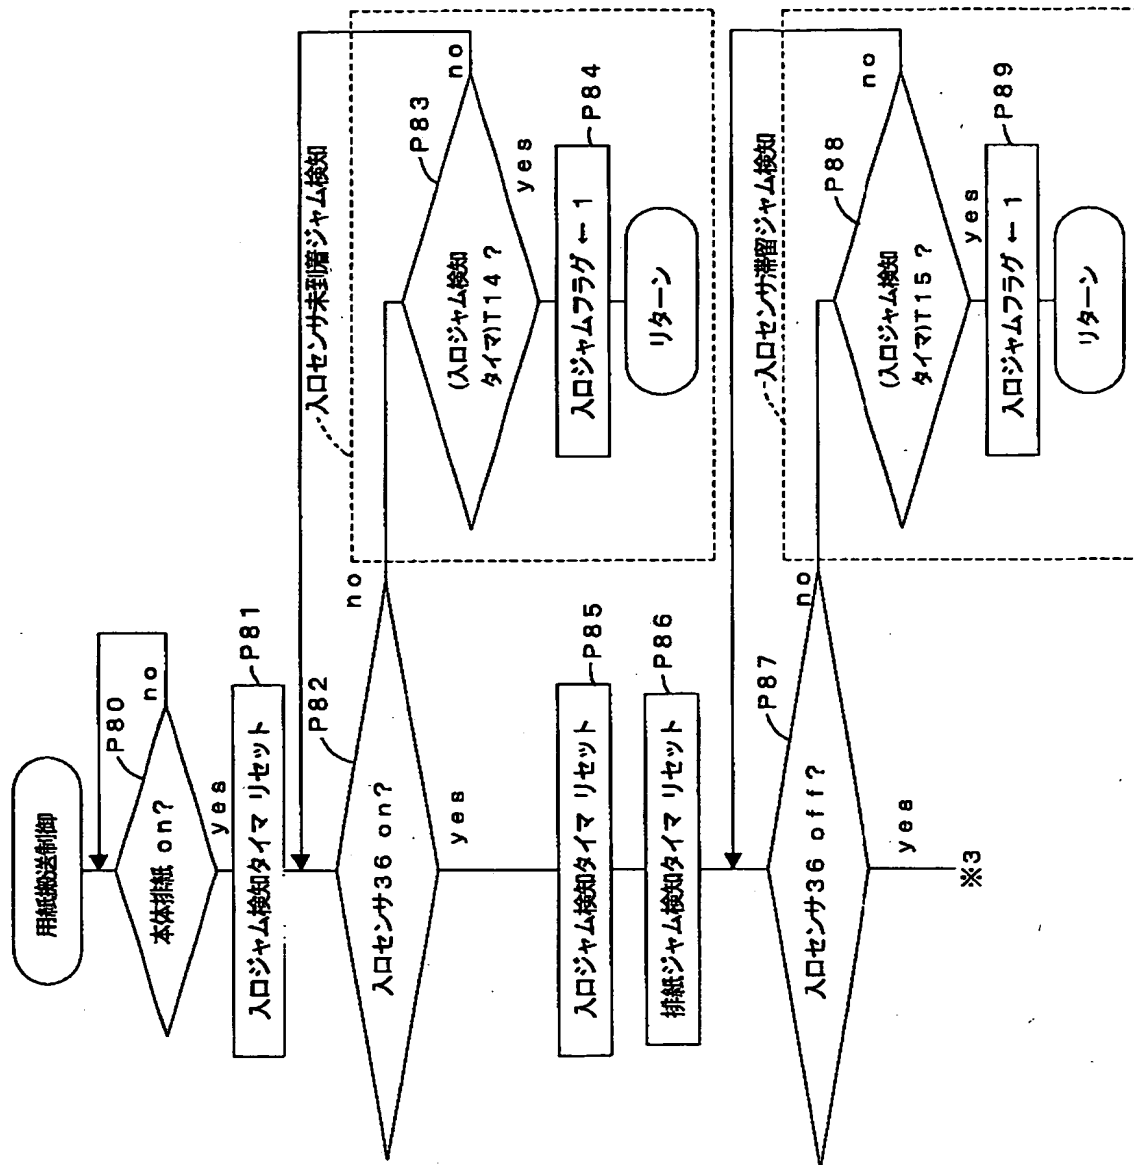 用紙搬送制御
本体排紙 on?
P80
no
yes
入口ジャム検知タイマ リセット
P81
入口センサ36 on?
P82
no
yes
入口センサ未到着ジャム検知
(入口ジャム検知
タイマ)T14 ?
P83
no
yes
入口ジャムフラグ ← 1
P84
リターン
入口ジャム検知タイマ リセット
P85
排紙ジャム検知タイマ リセット
P86
入口センサ36 off?
P87
no
yes
※3
入口センサ滞留ジャム検知
(入口ジャム検知
タイマ)T15 ?
P88
no
yes
入口ジャムフラグ ← 1
P89
リターン